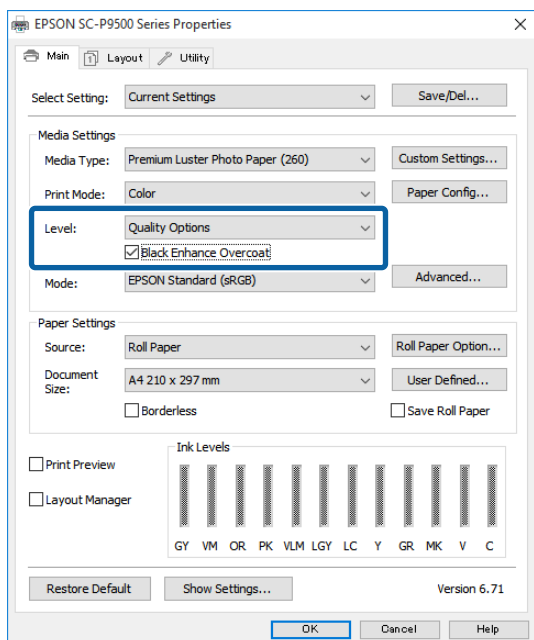 EPSON SC-P9500 Series Properties
Main Layout Utility
Select Setting: Current Settings Save/Del...
Media Settings
Media Type: Premium Luster Photo Paper (260) Custom Settings...
Print Mode: Color Paper Config...
Level: Quality Options
Black Enhance Overcoat
Mode: EPSON Standard (sRGB) Advanced...
Paper Settings
Source: Roll Paper Roll Paper Option...
Document Size: A4 210 x 297 mm User Defined...
Borderless Save Roll Paper
Ink Levels
Print Preview
Layout Manager
GY VM OR PK VLM LGY LC Y GR MK V C
Restore Default Show Settings... Version 6.71
OK Cancel Help